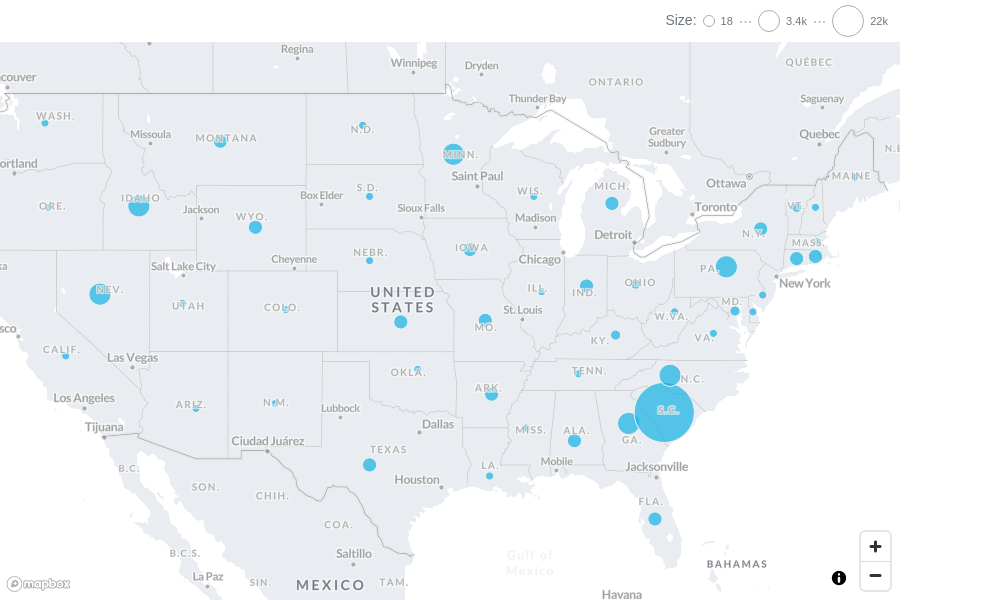 Size: 18 3.4k 22k
Regina
Winnipeg
Dryden
ONTARIO
QUÉBEC
couver
Thunder Bay
Saguenay
WASH.
Missoula
MONTANA
N.D.
MINN.
Greater
Sudbury
Quebec
N.B
ortland
Saint Paul
Ottawa
MAINE
ORE.
IDAHO
Jackson
WYO.
Box Elder
S.D.
Sioux Falls
WIS.
Madison
MICH.
Toronto
VT.
Detroit
N.Y.
MASS.
ka
Salt Lake City
Cheyenne
NEBR.
IOWA
Chicago
PA.
New York
NEV.
UTAH
COLO.
UNITED
STATES
ILL.
IND.
OHIO
MD.
St. Louis
W.VA.
sco
MO.
KY.
VA.
CALIF.
Las Vegas
OKLA.
TENN.
N.C.
Los Angeles
ARIZ.
N.M.
Lubbock
ARK.
S.C.
Tijuana
Ciudad Juárez
Dallas
MISS.
ALA.
GA.
TEXAS
B.C.
Houston
LA.
Mobile
Jacksonville
SON.
CHIH.
FLA.
COA.
B.C.S.
Saltillo
Gulf of
Mexico
BAHAMAS
La Paz
SIN.
MEXICO
TAM.
Havana
mapbox